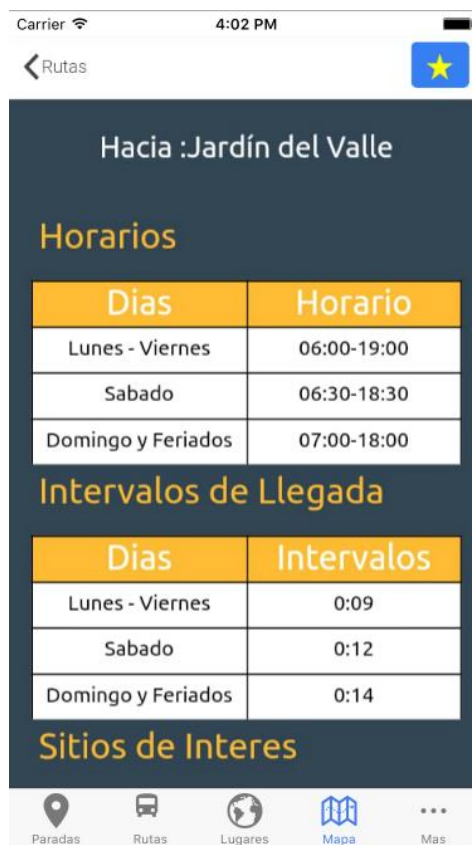 Carrier 4:02 PM
Rutas
Hacia :Jardín del Valle
Horarios
Dias Horario
Lunes - Viernes 06:00-19:00
Sabado 06:30-18:30
Domingo y Feriados 07:00-18:00
Intervalos de Llegada
Dias Intervalos
Lunes - Viernes 0:09
Sabado 0:12
Domingo y Feriados 0:14
Sitios de Interes
Paradas Rutas Lugares Mapa Mas